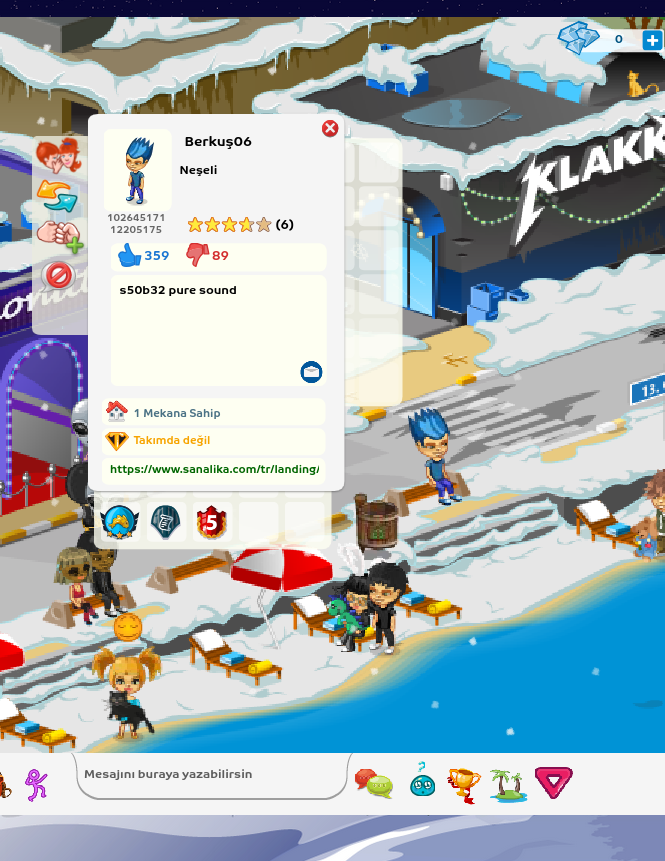 0
KLAKK
Berkuş06
Neşeli
102645171
12205175
(6)
359
89
s50b32 pure sound
1 Mekana Sahip
Takımda değil
https://www.sanalika.com/tr/landing/
13.
5
Mesajını buraya yazabilirsin